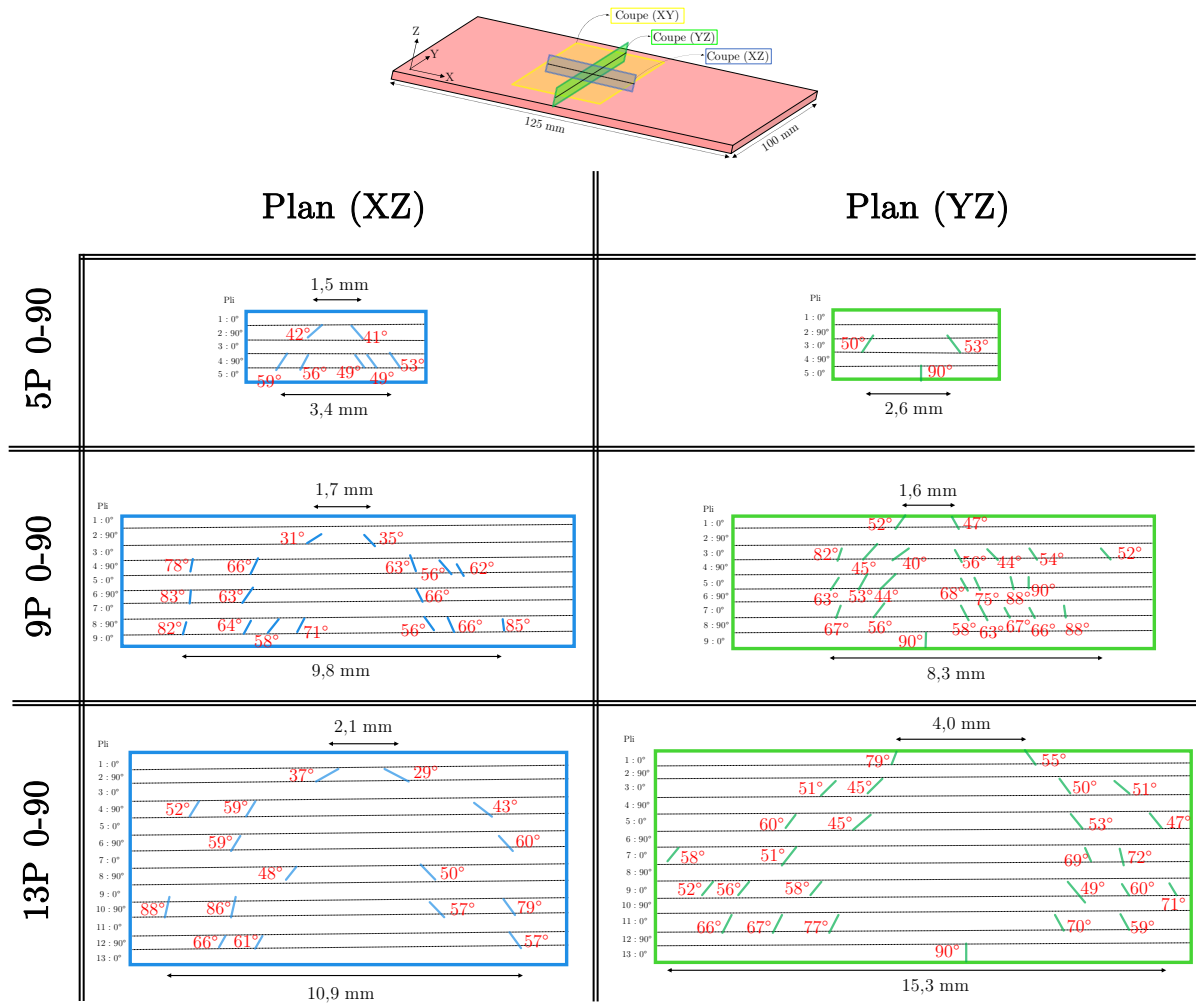 Coupe (XY)
Z
Y
Coupe (YZ)
Coupe (XZ)
X
125 mm
100 mm
Plan (XZ)
Plan (YZ)
5P 0-90
1,5 mm
Pli
1 : 0°
2 : 90°
3 : 0°
4 : 90°
5 : 0°
42°
41°
59°
56°
49°
49°
53°
3,4 mm
Pli
1 : 0°
2 : 90°
3 : 0°
4 : 90°
5 : 0°
50°
53°
90°
2,6 mm
9P 0-90
1,7 mm
Pli
1 : 0°
2 : 90°
3 : 0°
4 : 90°
5 : 0°
6 : 90°
7 : 0°
8 : 90°
9 : 0°
31°
35°
78°
66°
63°
56°
62°
83°
63°
66°
82°
64°
58°
71°
56°
66°
85°
9,8 mm
1,6 mm
Pli
1 : 0°
2 : 90°
3 : 0°
4 : 90°
5 : 0°
6 : 90°
7 : 0°
8 : 90°
9 : 0°
52°
47°
82°
45°
40°
56°
44°
54°
52°
63°
53°
44°
68°
75°
88°
90°
67°
56°
58°
63°
67°
66°
88°
90°
8,3 mm
13P 0-90
2,1 mm
Pli
1 : 0°
2 : 90°
3 : 0°
4 : 90°
5 : 0°
6 : 90°
7 : 0°
8 : 90°
9 : 0°
10 : 90°
11 : 0°
12 : 90°
13 : 0°
37°
29°
52°
59°
43°
59°
60°
48°
50°
88°
86°
57°
79°
66°
61°
57°
10,9 mm
4,0 mm
Pli
1 : 0°
2 : 90°
3 : 0°
4 : 90°
5 : 0°
6 : 90°
7 : 0°
8 : 90°
9 : 0°
10 : 90°
11 : 0°
12 : 90°
13 : 0°
79°
55°
51°
45°
50°
51°
60°
45°
53°
47°
58°
51°
69°
72°
52°
56°
58°
49°
60°
71°
66°
67°
77°
70°
59°
90°
15,3 mm